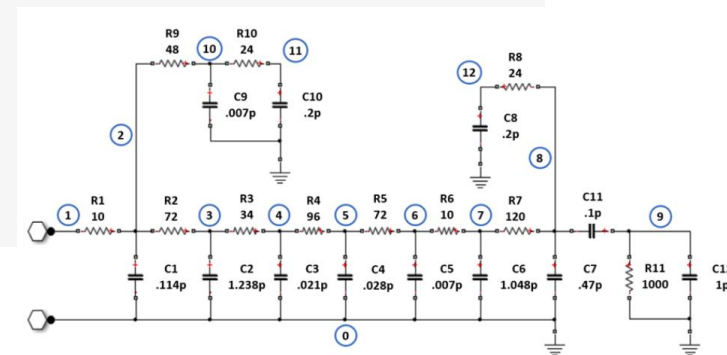 R9
48
10
R10
24
11
C9
.007p
C10
.2p
12
R8
24
C8
.2p
2
8
1
R1
10
R2
72
3
R3
34
4
R4
96
5
R5
72
6
R6
10
7
R7
120
C11
.1p
9
C1
.114p
C2
1.238p
C3
.021p
C4
.028p
C5
.007p
C6
1.048p
C7
.47p
R11
1000
0